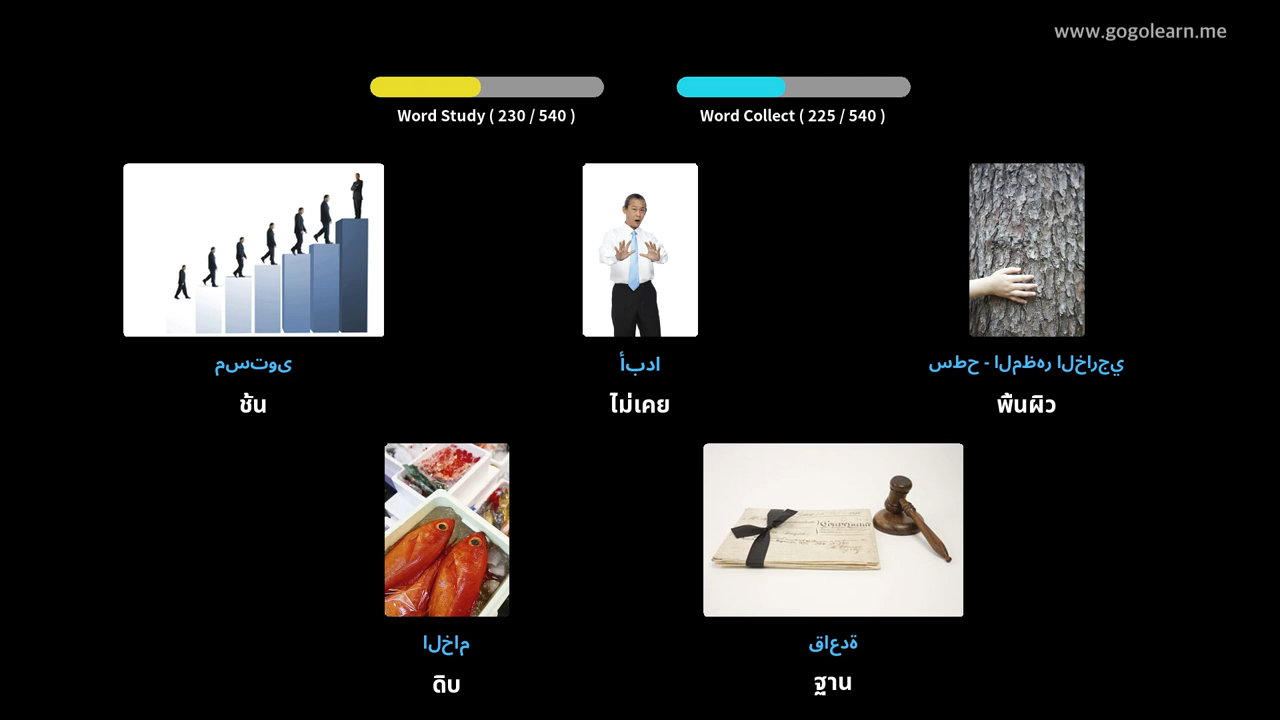 www.gogolearn.me
Word Study ( 230 / 540 )
Word Collect ( 225 / 540 )
مستوى
أبدا
سطح - المظهر الخارجي
ชั้น
ไม่เคย
พื้นผิว
الخام
قاعدة
ดิบ
ฐาน